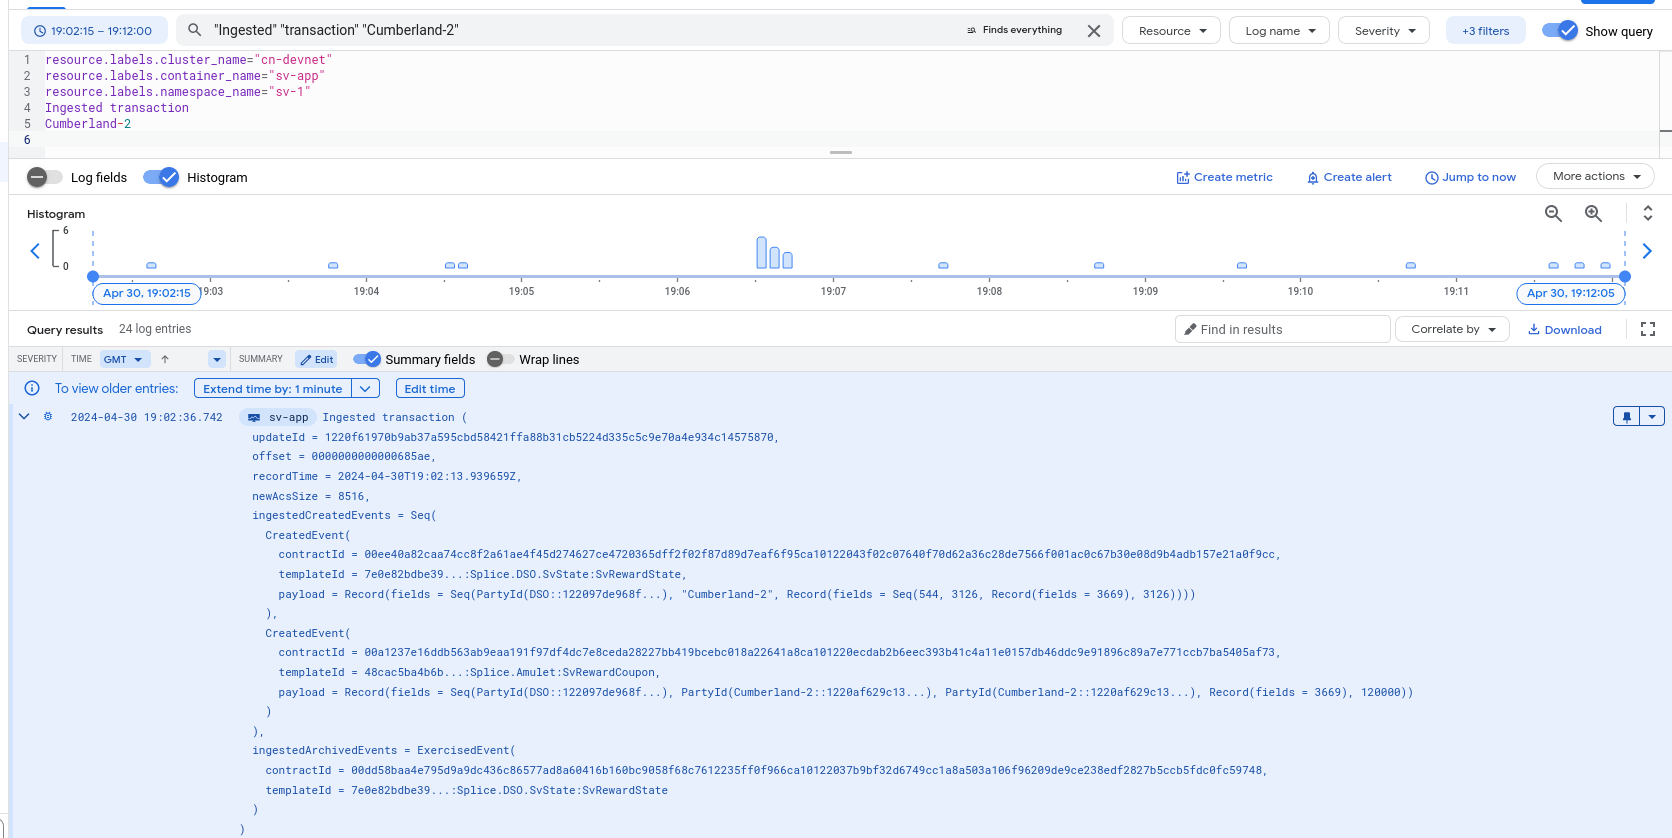 19:02:15 – 19:12:00
"Ingested" "transaction" "Cumberland-2"
Finds everything
Resource
Log name
Severity
+3 filters
Show query
1 resource.labels.cluster_name="cn-devnet"
2 resource.labels.container_name="sv-app"
3 resource.labels.namespace_name="sv-1"
4 Ingested transaction
5 Cumberland-2
6
Log fields
Histogram
Create metric
Create alert
Jump to now
More actions
Histogram
6
0
Apr 30, 19:02:15
19:03
19:04
19:05
19:06
19:07
19:08
19:09
19:10
19:11
Apr 30, 19:12:05
Query results 24 log entries
Find in results
Correlate by
Download
SEVERITY TIME GMT SUMMARY Edit Summary fields Wrap lines
To view older entries: Extend time by: 1 minute Edit time
2024-04-30 19:02:36.742 sv-app Ingested transaction (
updateId = 1220f61970b9ab37a595cbd58421ffa88b31cb5224d335c5c9e70a4e934c14575870,
offset = 0000000000000685ae,
recordTime = 2024-04-30T19:02:13.939659Z,
newAcsSize = 8516,
ingestedCreatedEvents = Seq(
CreatedEvent(
contractId = 00ee40a82caa74cc8f2a61ae4f45d274627ce4720365dff2f02f87d89d7eaf6f95ca10122043f02c07640f70d62a36c28de7566f001ac0c67b30e08d9b4adb157e21a0f9cc,
templateId = 7e0e82bdbe39...:Splice.DSO.SvState:SvRewardState,
payload = Record(fields = Seq(PartyId(DSO::122097de968f...), "Cumberland-2", Record(fields = Seq(544, 3126, Record(fields = 3669), 3126))))
),
CreatedEvent(
contractId = 00a1237e16ddb563ab9eaa191f97df4dc7e8ceda28227bb419bcebc018a22641a8ca101220ecdab2b6eec393b41c4a11e0157db46ddc9e91896c89a7e771ccb7ba5405af73,
templateId = 48cac5ba4b6b...:Splice.Amulet:SvRewardCoupon,
payload = Record(fields = Seq(PartyId(DSO::122097de968f...), PartyId(Cumberland-2::1220af629c13...), PartyId(Cumberland-2::1220af629c13...), Record(fields = 3669), 120000))
)
),
ingestedArchivedEvents = ExercisedEvent(
contractId = 00dd58baa4e795d9a9dc436c86577ad8a60416b160bc9058f68c7612235ff0f966ca10122037b9bf32d6749cc1a8a503a106f96209de9ce238edf2827b5ccb5fdc0fc59748,
templateId = 7e0e82bdbe39...:Splice.DSO.SvState:SvRewardState
)
)